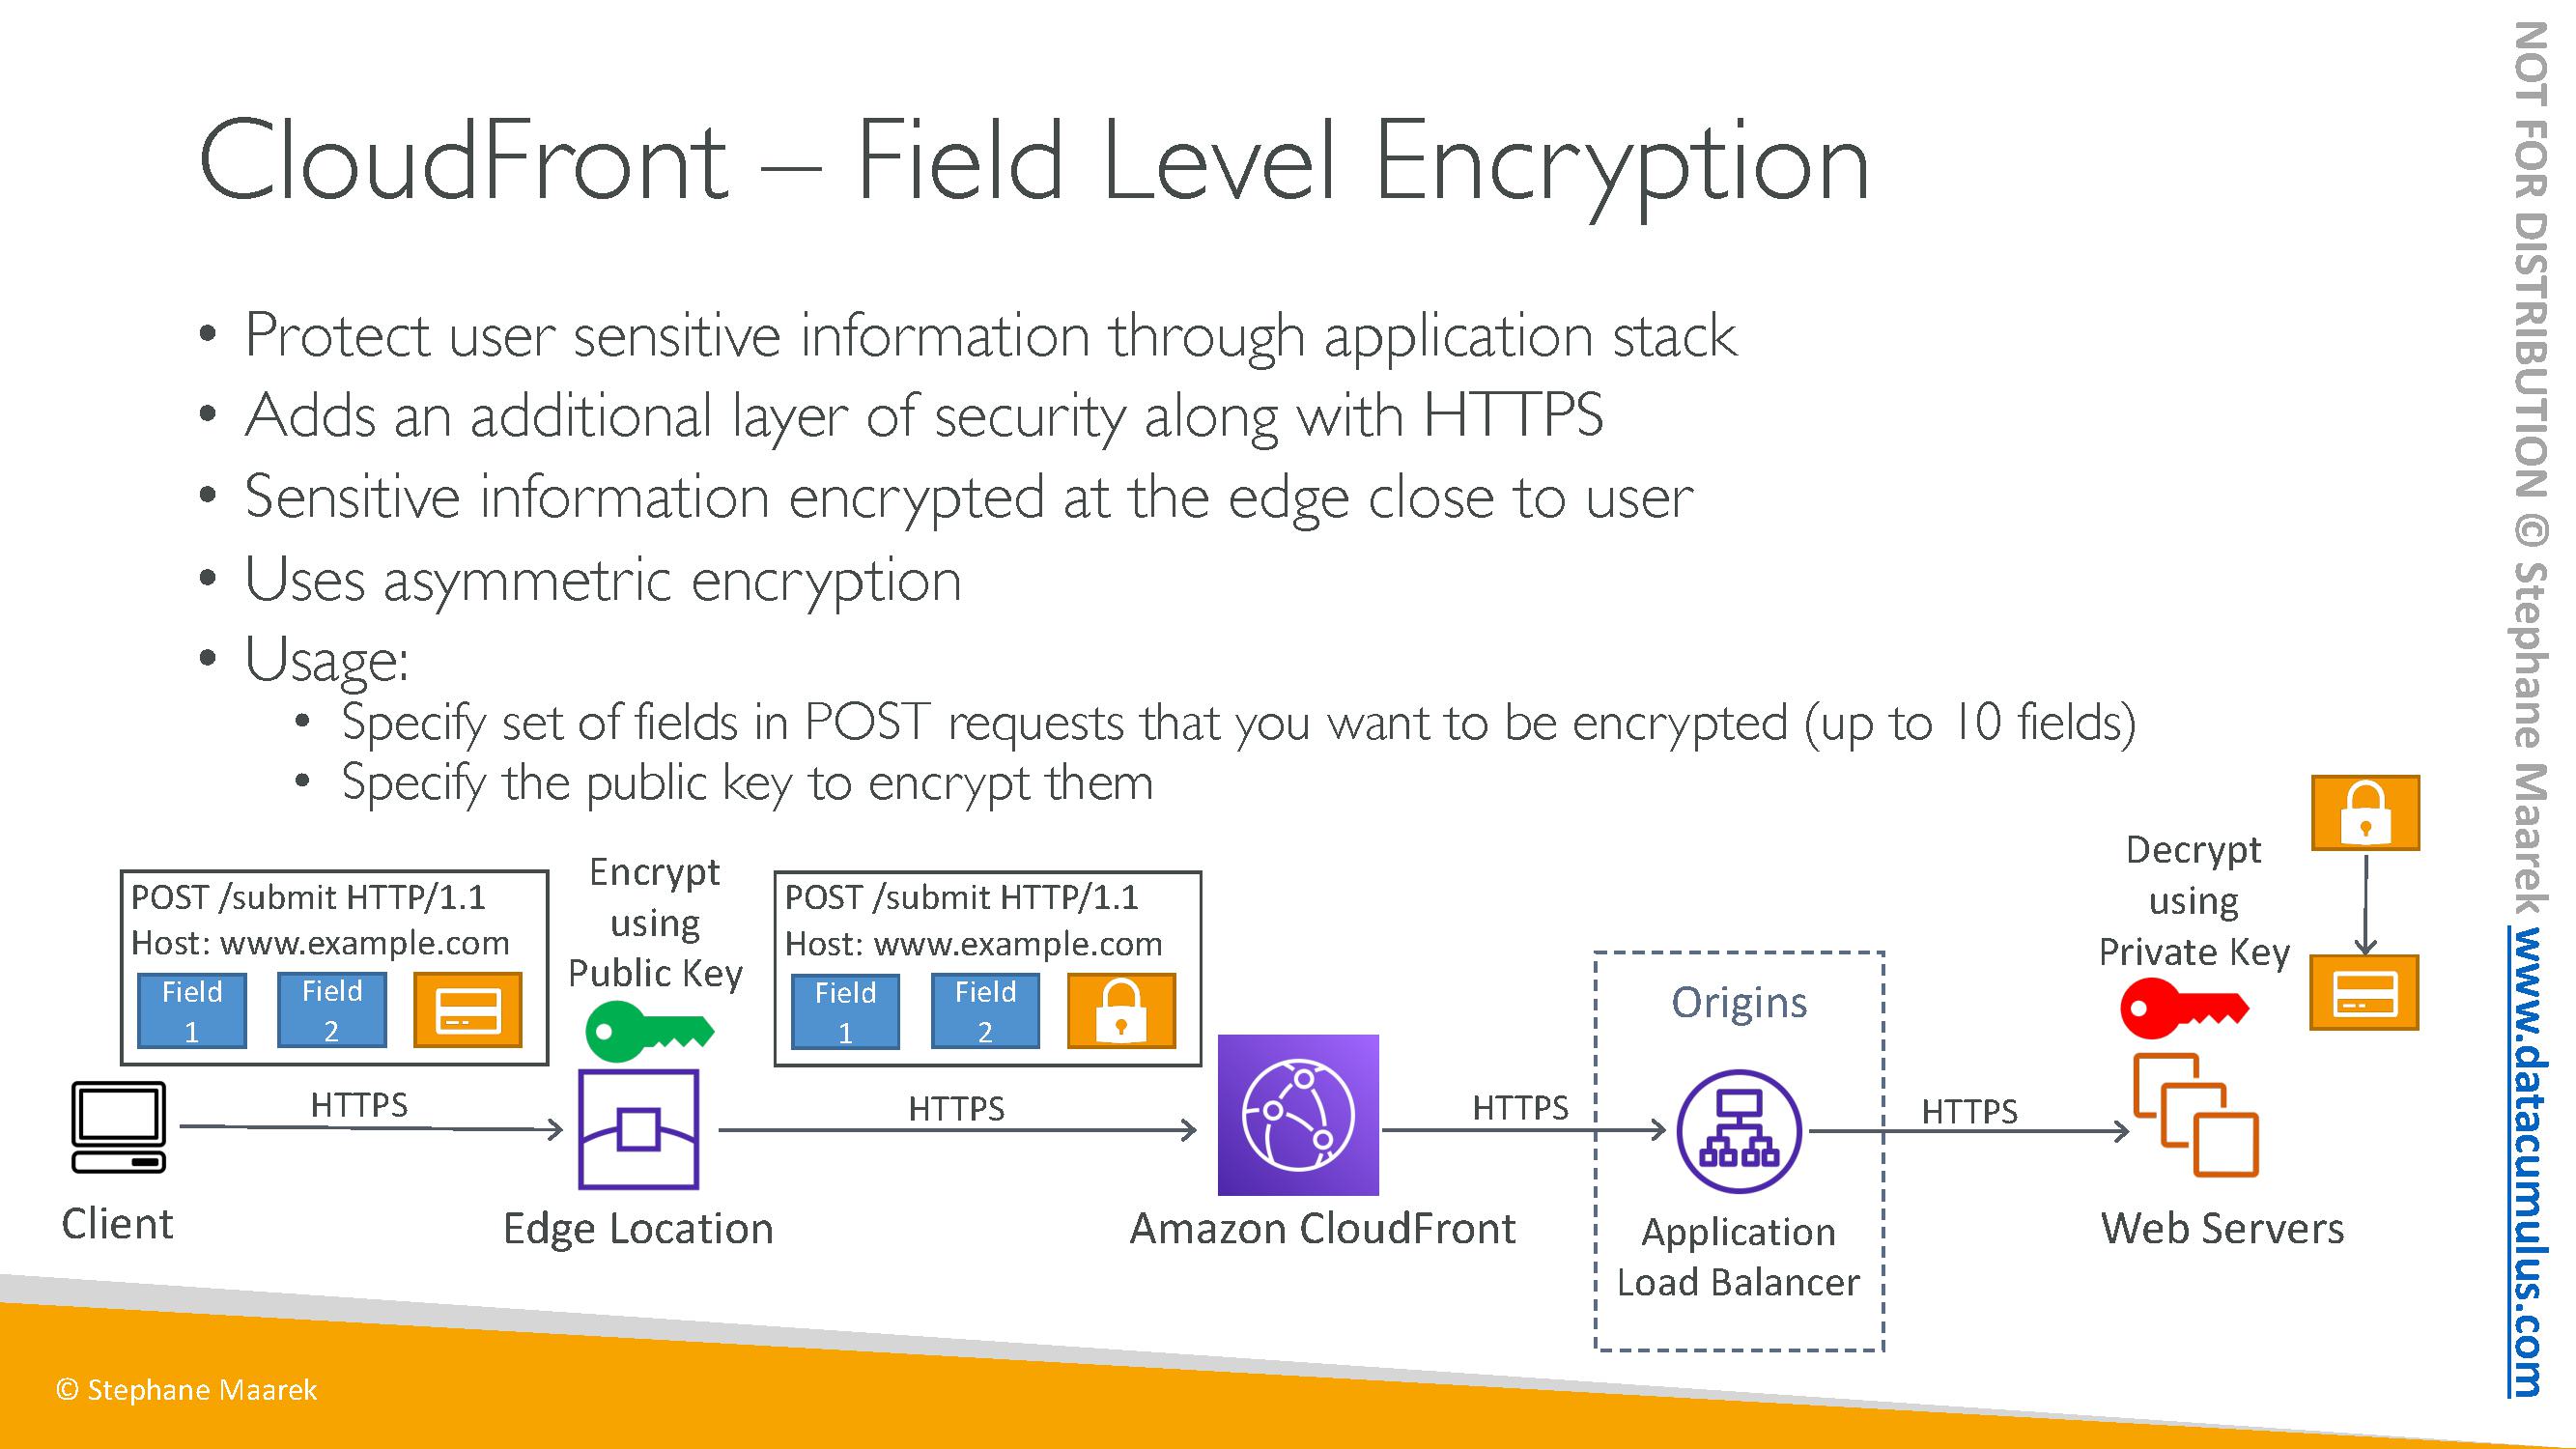 CloudFront – Field Level Encryption
• Protect user sensitive information through application stack
• Adds an additional layer of security along with HTTPS
• Sensitive information encrypted at the edge close to user
• Uses asymmetric encryption
• Usage:
• Specify set of fields in POST requests that you want to be encrypted (up to 10 fields)
• Specify the public key to encrypt them
POST /submit HTTP/1.1
Host: www.example.com
Field
1
Field
2
Encrypt
using
Public Key
POST /submit HTTP/1.1
Host: www.example.com
Field
1
Field
2
Origins
Decrypt
using
Private Key
HTTPS
HTTPS
HTTPS
HTTPS
Client
Edge Location
Amazon CloudFront
Application
Load Balancer
Web Servers
© Stephane Maarek
NOT FOR DISTRIBUTION © Stephane Maarek www.datacumulus.com